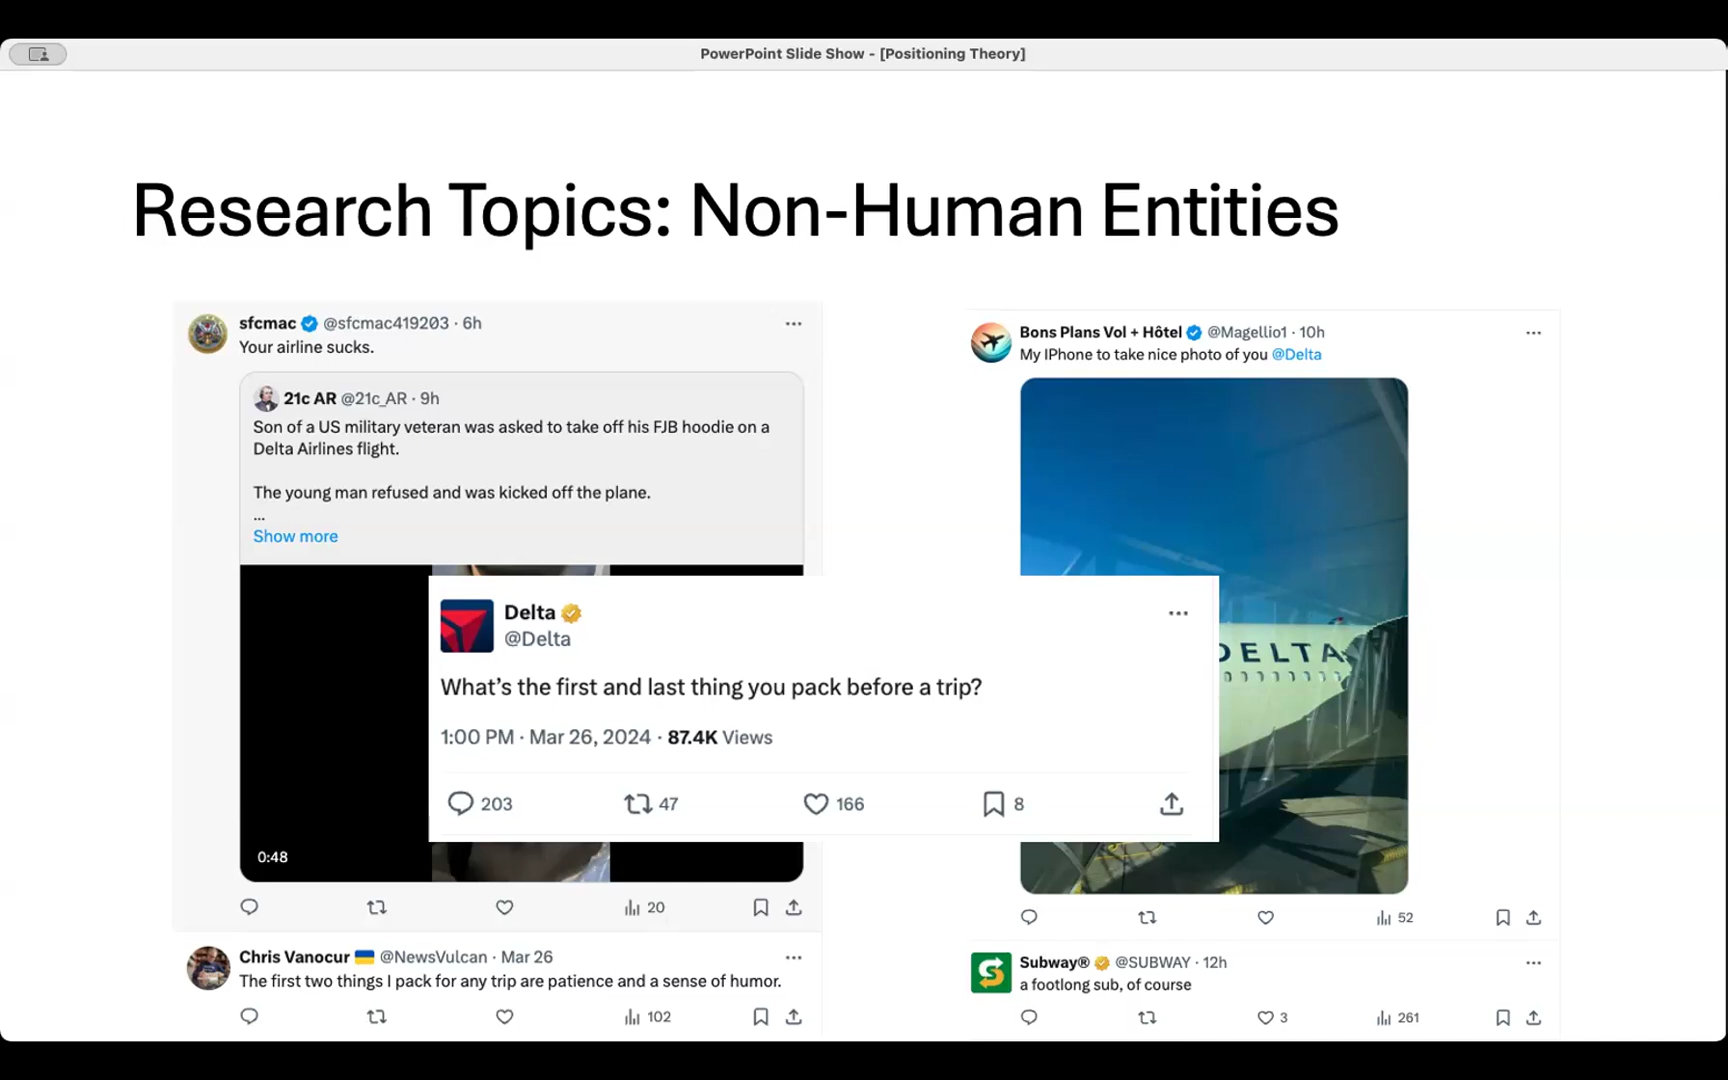 PowerPoint Slide Show - [Positioning Theory]
Research Topics: Non-Human Entities
sfcmac @sfcmac419203 · 6h
Your airline sucks.
21c AR @21c_AR · 9h
Son of a US military veteran was asked to take off his FJB hoodie on a
Delta Airlines flight.
The young man refused and was kicked off the plane.
...
Show more
0:48
20
Chris Vanocur @NewsVulcan · Mar 26
The first two things I pack for any trip are patience and a sense of humor.
102
Delta
@Delta
What's the first and last thing you pack before a trip?
1:00 PM · Mar 26, 2024 · 87.4K Views
203 47 166 8
Bons Plans Vol + Hôtel @Magellio1 · 10h
My IPhone to take nice photo of you @Delta
DELTA
52
Subway® @SUBWAY · 12h
a footlong sub, of course
3 261